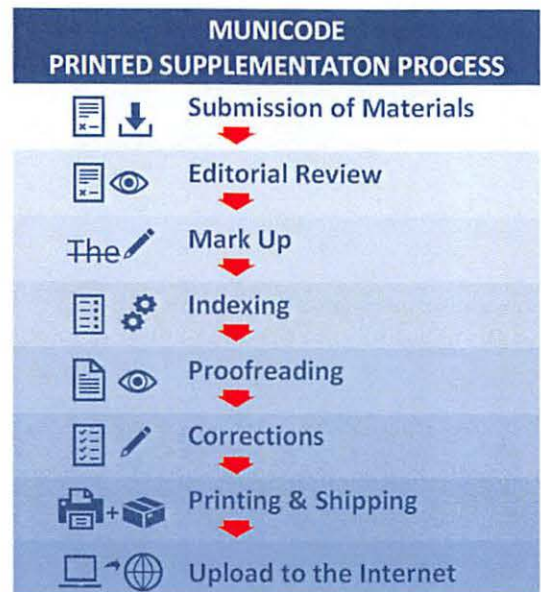 MUNICODE
PRINTED SUPPLEMENTATON PROCESS
Submission of Materials
Editorial Review
The
Mark Up
Indexing
Proofreading
Corrections
Printing & Shipping
Upload to the Internet